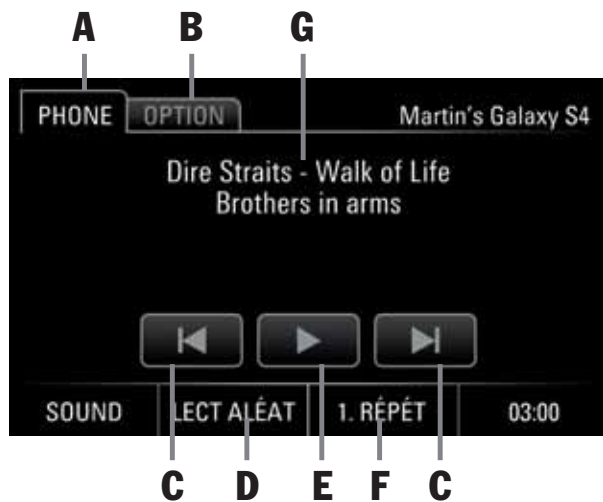 A B G
PHONE OPTION Martin's Galaxy S4
Dire Straits - Walk of Life
Brothers in arms
SOUND LECT ALÉAT 1. RÉPÉT 03:00
C D E F C